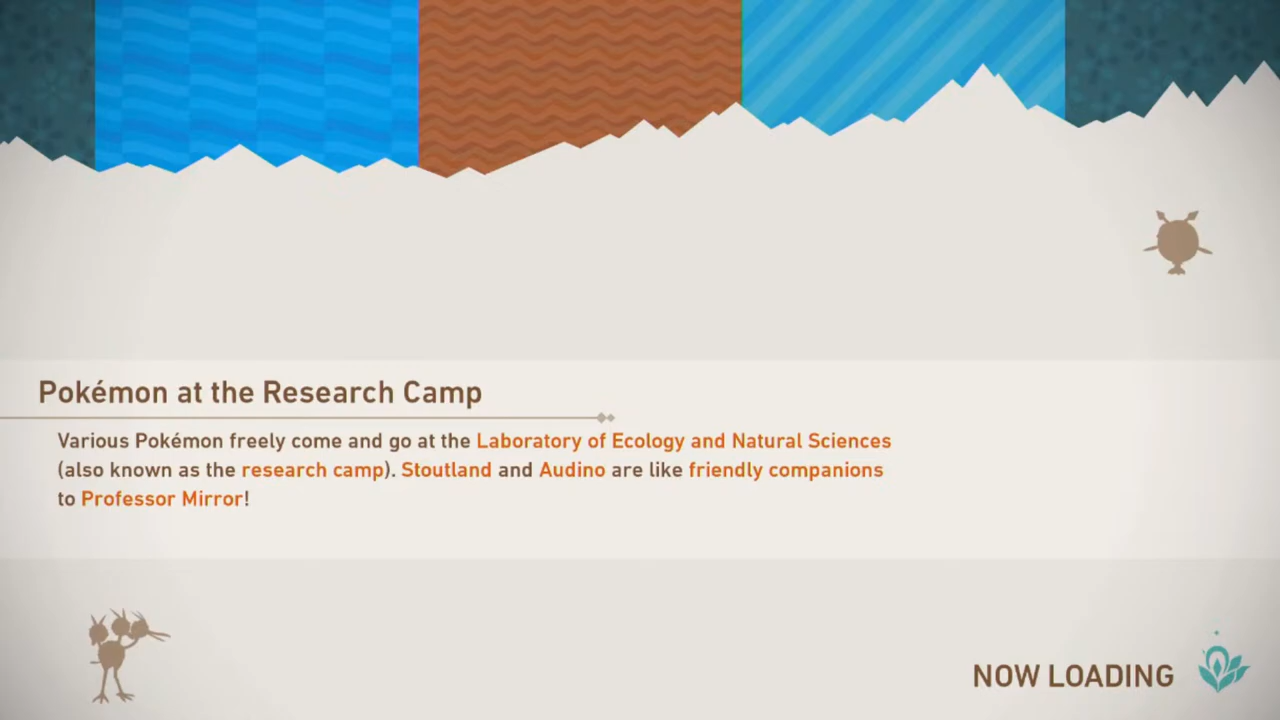 Pokémon at the Research Camp
Various Pokémon freely come and go at the Laboratory of Ecology and Natural Sciences
(also known as the research camp). Stoutland and Audino are like friendly companions
to Professor Mirror!
NOW LOADING